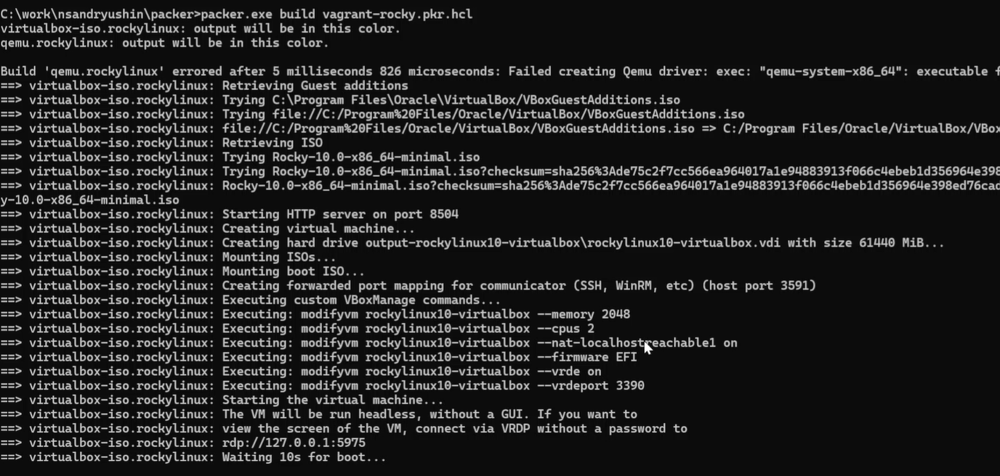 C:\work\nsandryushin\packer>packer.exe build vagrant-rocky.pkr.hcl
virtualbox-iso.rockylinux: output will be in this color.
qemu.rockylinux: output will be in this color.
Build 'qemu.rockylinux' errored after 5 milliseconds 826 microseconds: Failed creating Qemu driver: exec: "qemu-system-x86_64": executable f
==> virtualbox-iso.rockylinux: Retrieving Guest additions
==> virtualbox-iso.rockylinux: Trying C:\Program Files\Oracle\VirtualBox/VBoxGuestAdditions.iso
==> virtualbox-iso.rockylinux: Trying file://C:/Program%20Files/Oracle/VirtualBox/VBoxGuestAdditions.iso
==> virtualbox-iso.rockylinux: file://C:/Program%20Files/Oracle/VirtualBox/VBoxGuestAdditions.iso => C:/Program Files/Oracle/VirtualBox/VBox
==> virtualbox-iso.rockylinux: Retrieving ISO
==> virtualbox-iso.rockylinux: Trying Rocky-10.0-x86_64-minimal.iso
==> virtualbox-iso.rockylinux: Trying Rocky-10.0-x86_64-minimal.iso?checksum=sha256%3Ade75c2f7cc566ea964017a1e94883913f066c4ebeb1d356964e398
==> virtualbox-iso.rockylinux: Rocky-10.0-x86_64-minimal.iso?checksum=sha256%3Ade75c2f7cc566ea964017a1e94883913f066c4ebeb1d356964e398ed76cad
y-10.0-x86_64-minimal.iso
==> virtualbox-iso.rockylinux: Starting HTTP server on port 8504
==> virtualbox-iso.rockylinux: Creating virtual machine...
==> virtualbox-iso.rockylinux: Creating hard drive output-rockylinux10-virtualbox\rockylinux10-virtualbox.vdi with size 61440 MiB...
==> virtualbox-iso.rockylinux: Mounting ISOs...
==> virtualbox-iso.rockylinux: Mounting boot ISO...
==> virtualbox-iso.rockylinux: Creating forwarded port mapping for communicator (SSH, WinRM, etc) (host port 3591)
==> virtualbox-iso.rockylinux: Executing custom VBoxManage commands...
==> virtualbox-iso.rockylinux: Executing: modifyvm rockylinux10-virtualbox --memory 2048
==> virtualbox-iso.rockylinux: Executing: modifyvm rockylinux10-virtualbox --cpus 2
==> virtualbox-iso.rockylinux: Executing: modifyvm rockylinux10-virtualbox --nat-localhostreachable1 on
==> virtualbox-iso.rockylinux: Executing: modifyvm rockylinux10-virtualbox --firmware EFI
==> virtualbox-iso.rockylinux: Executing: modifyvm rockylinux10-virtualbox --vrde on
==> virtualbox-iso.rockylinux: Executing: modifyvm rockylinux10-virtualbox --vrdeport 3390
==> virtualbox-iso.rockylinux: Starting the virtual machine...
==> virtualbox-iso.rockylinux: The VM will be run headless, without a GUI. If you want to
==> virtualbox-iso.rockylinux: view the screen of the VM, connect via VRDP without a password to
==> virtualbox-iso.rockylinux: rdp://127.0.0.1:5975
==> virtualbox-iso.rockylinux: Waiting 10s for boot...